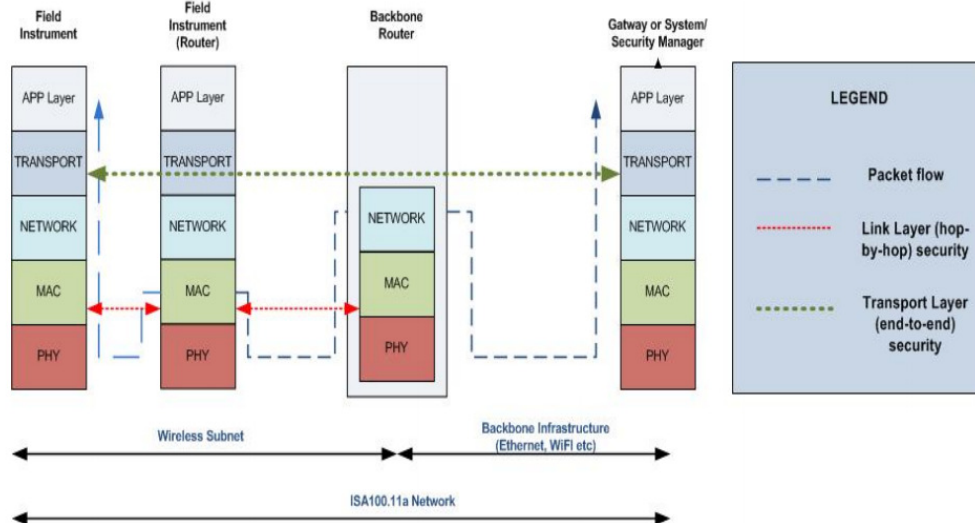 Field
Instrument
Field
Instrument
(Router)
Backbone
Router
Gatway or System/
Security Manager
APP Layer
TRANSPORT
NETWORK
MAC
PHY
APP Layer
TRANSPORT
NETWORK
MAC
PHY
NETWORK
MAC
PHY
APP Layer
TRANSPORT
NETWORK
MAC
PHY
LEGEND
Packet flow
Link Layer (hop-
by-hop) security
Transport Layer
(end-to-end)
security
Wireless Subnet
Backbone Infrastructure
(Ethernet, WiFI etc)
ISA100.11a Network